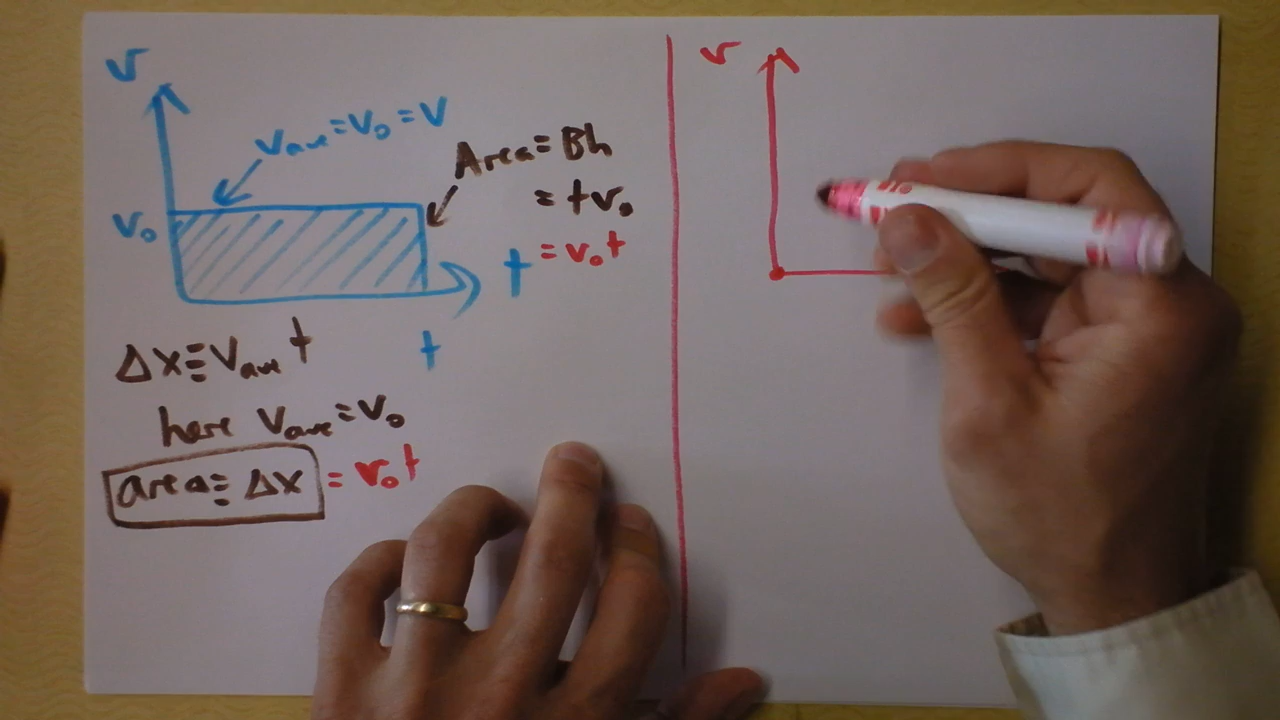 v
Vave = V₀ = V
Area = Bh
= tv₀
= v₀t
V₀
t
t
Δx ≡ Vave t
here Vave = V₀
area ≡ Δx = v₀t
v